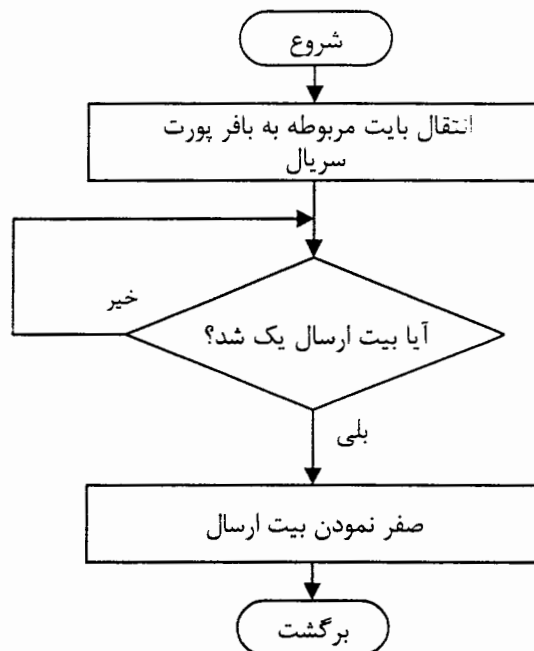 شروع
انتقال بایت مربوطه به بافر پورت
سریال
خیر
آیا بیت ارسال یک شد؟
بلی
صفر نمودن بیت ارسال
برگشت